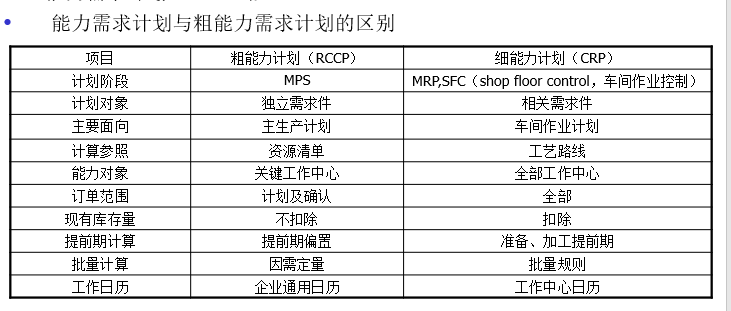 • 能力需求计划与粗能力需求计划的区别
项目 粗能力计划（RCCP） 细能力计划（CRP）
计划阶段 MPS MRP,SFC（shop floor control，车间作业控制）
计划对象 独立需求件 相关需求件
主要面向 主生产计划 车间作业计划
计算参照 资源清单 工艺路线
能力对象 关键工作中心 全部工作中心
订单范围 计划及确认 全部
现有库存量 不扣除 扣除
提前期计算 提前期偏置 准备、加工提前期
批量计算 因需定量 批量规则
工作日历 企业通用日历 工作中心日历